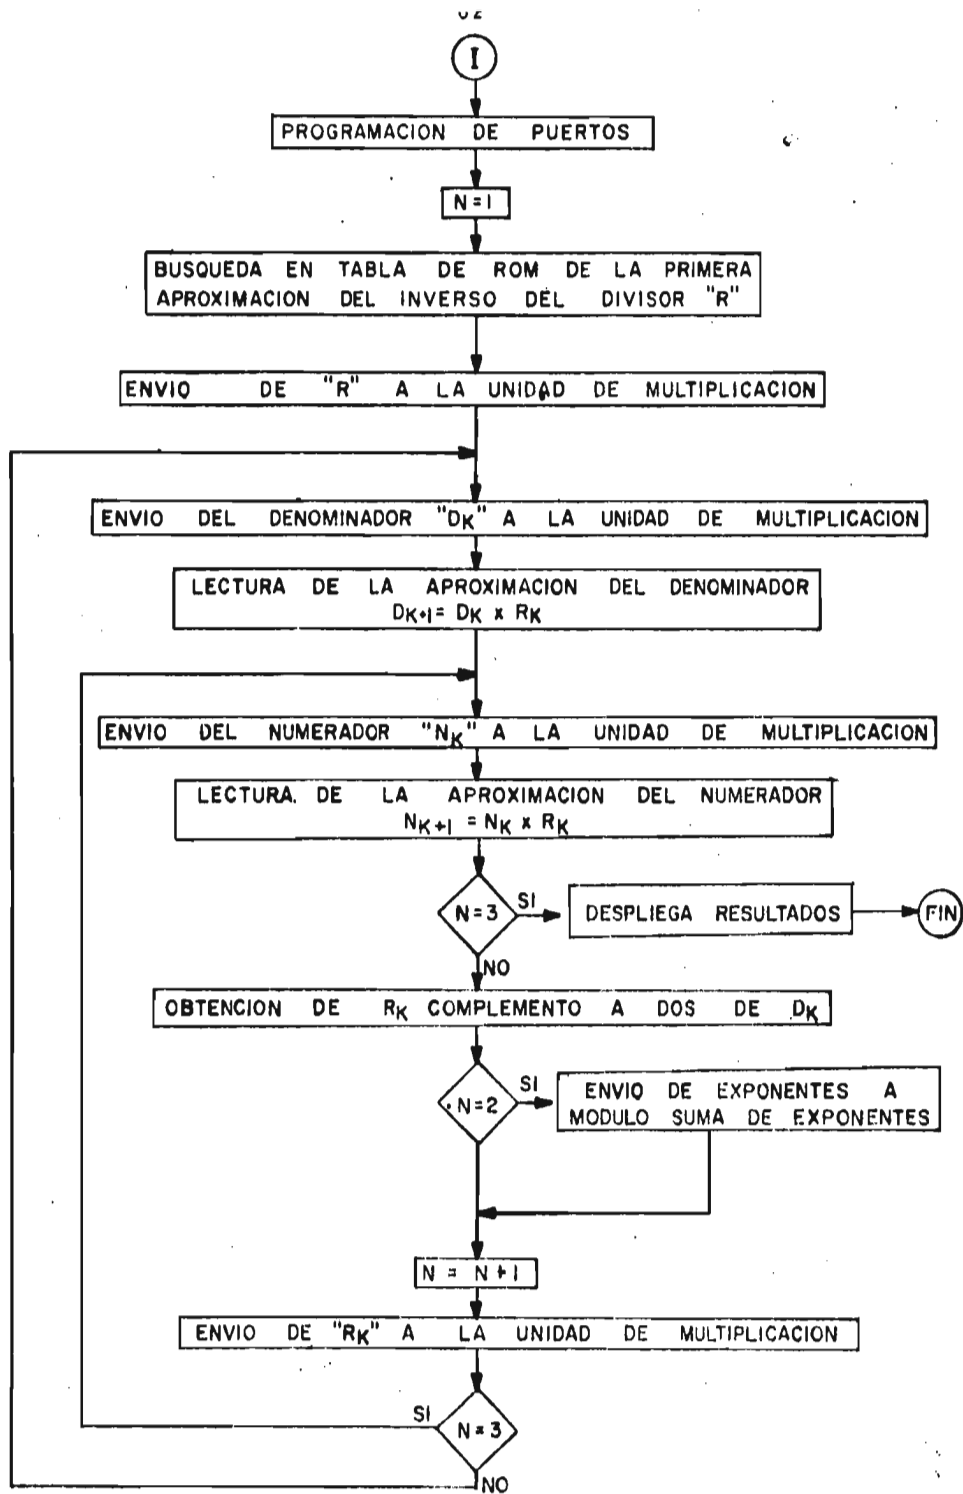 I
PROGRAMACION DE PUERTOS
N=1
BUSQUEDA EN TABLA DE ROM DE LA PRIMERA
APROXIMACION DEL INVERSO DEL DIVISOR "R"
ENVIO DE "R" A LA UNIDAD DE MULTIPLICACION
ENVIO DEL DENOMINADOR "DK" A LA UNIDAD DE MULTIPLICACION
LECTURA DE LA APROXIMACION DEL DENOMINADOR
DK+1= DK x RK
ENVIO DEL NUMERADOR "NK" A LA UNIDAD DE MULTIPLICACION
LECTURA. DE LA APROXIMACION DEL NUMERADOR
NK+1 = NK x RK
N=3
SI
DESPLIEGA RESULTADOS
FIN
NO
OBTENCION DE RK COMPLEMENTO A DOS DE DK
N=2
SI
ENVIO DE EXPONENTES A
MODULO SUMA DE EXPONENTES
N = N+1
ENVIO DE "RK" A LA UNIDAD DE MULTIPLICACION
SI
N=3
NO